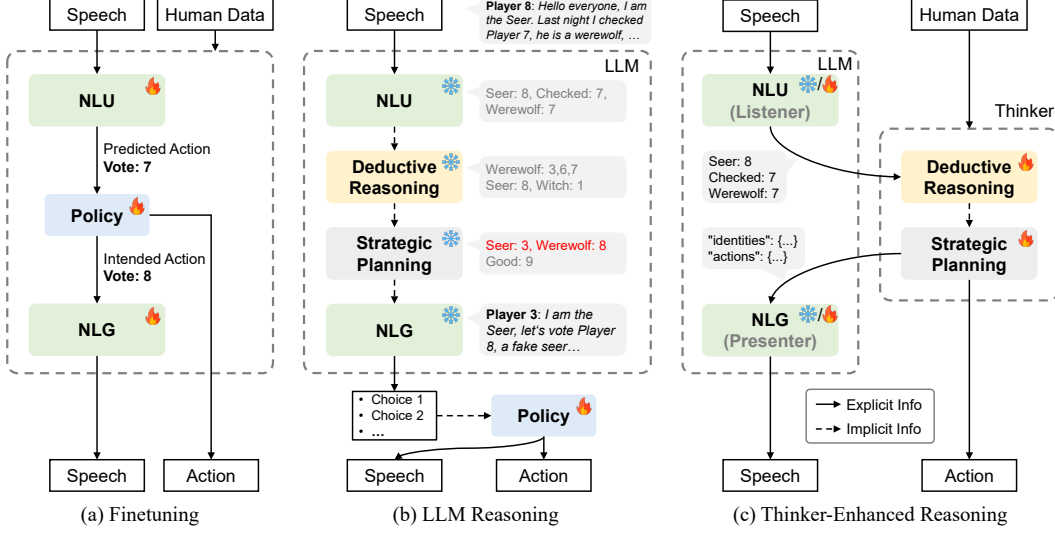 Speech
Human Data
NLU
Predicted Action
Vote: 7
Policy
Intended Action
Vote: 8
NLG
Speech
Action
(a) Finetuning
Speech
Player 8: Hello everyone, I am
the Seer. Last night I checked
Player 7, he is a werewolf, …
LLM
NLU
Seer: 8, Checked: 7,
Werewolf: 7
Deductive
Reasoning
Werewolf: 3,6,7
Seer: 8, Witch: 1
Strategic
Planning
Seer: 3, Werewolf: 8
Good: 9
NLG
Player 3: I am the
Seer, let's vote Player
8, a fake seer…
• Choice 1
• Choice 2
• ...
Policy
Speech
Action
(b) LLM Reasoning
Speech
Human Data
LLM
NLU
(Listener)
/
Thinker
Seer: 8
Checked: 7
Werewolf: 7
Deductive
Reasoning
"identities": {...}
"actions": {...}
Strategic
Planning
NLG
(Presenter)
/
Explicit Info
Implicit Info
Speech
Action
(c) Thinker-Enhanced Reasoning